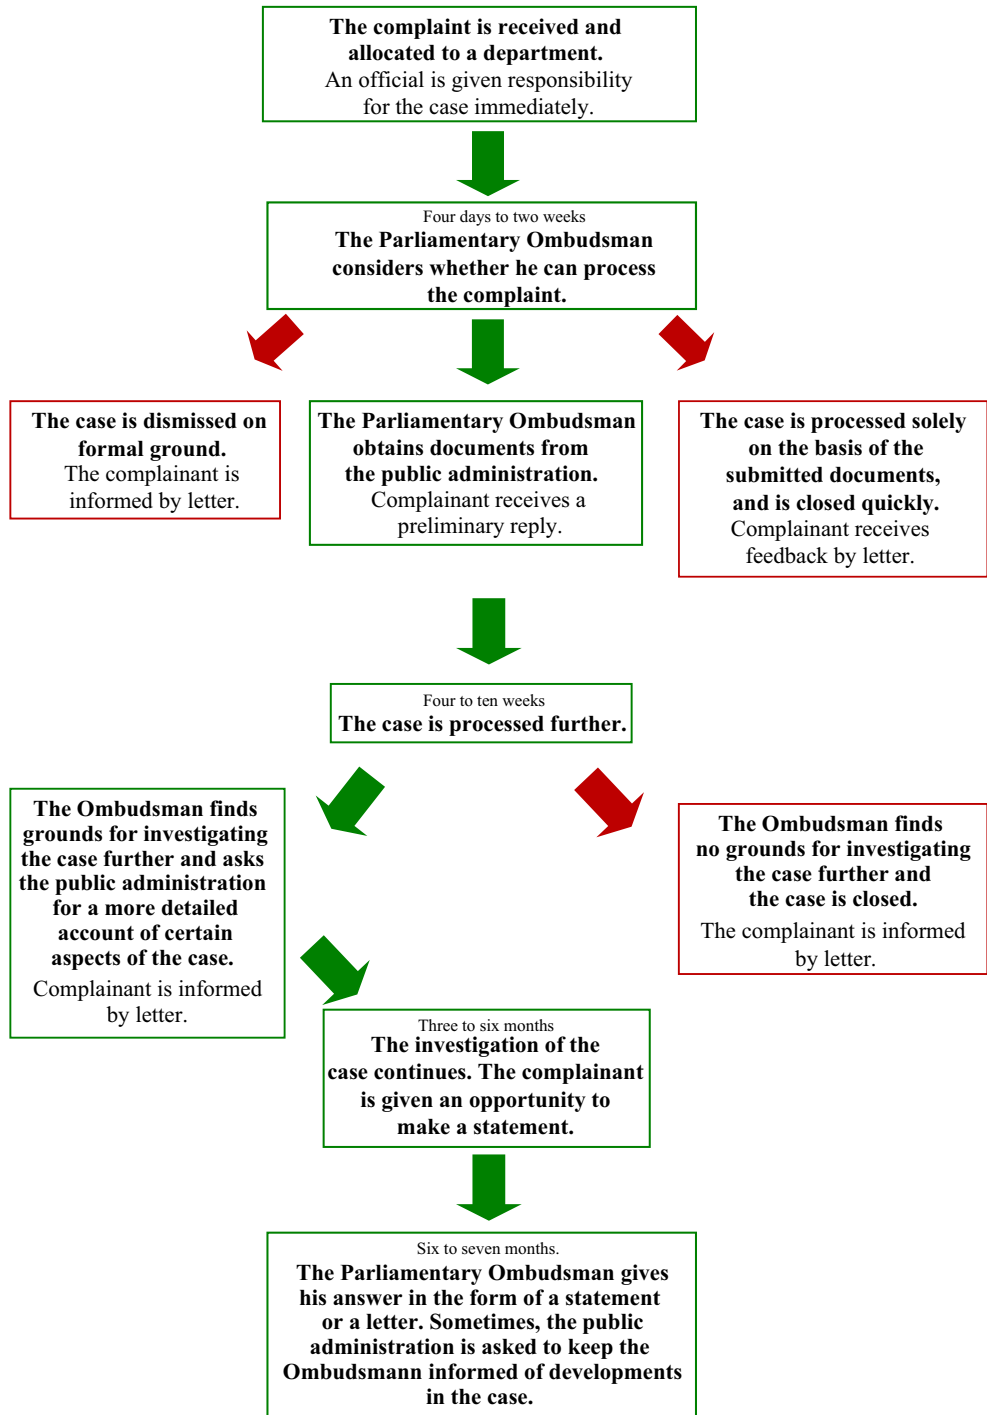 The complaint is received and
allocated to a department.
An official is given responsibility
for the case immediately.
Four days to two weeks
The Parliamentary Ombudsman
considers whether he can process
the complaint.
The case is dismissed on
formal ground.
The complainant is
informed by letter.
The Parliamentary Ombudsman
obtains documents from
the public administration.
Complainant receives a
preliminary reply.
The case is processed solely
on the basis of the
submitted documents,
and is closed quickly.
Complainant receives
feedback by letter.
Four to ten weeks
The case is processed further.
The Ombudsman finds
grounds for investigating
the case further and asks
the public administration
for a more detailed
account of certain
aspects of the case.
Complainant is informed
by letter.
The Ombudsman finds
no grounds for investigating
the case further and
the case is closed.
The complainant is informed
by letter.
Three to six months
The investigation of the
case continues. The complainant
is given an opportunity to
make a statement.
Six to seven months.
The Parliamentary Ombudsman gives
his answer in the form of a statement
or a letter. Sometimes, the public
administration is asked to keep the
Ombudsmann informed of developments
in the case.